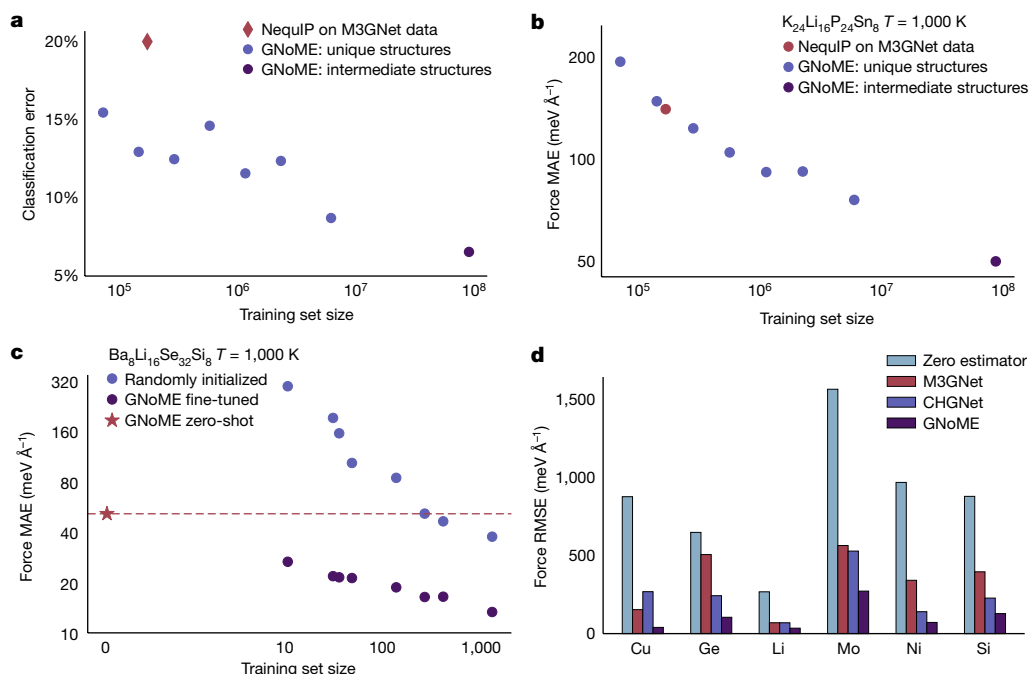 a
20%
15%
10%
5%
Classification error
NequIP on M3GNet data
GNoME: unique structures
GNoME: intermediate structures
10⁵
10⁶
10⁷
10⁸
Training set size
b
K₂₄Li₁₆P₂₄Sn₈ T = 1,000 K
NequIP on M3GNet data
GNoME: unique structures
GNoME: intermediate structures
200
100
50
Force MAE (meV Å⁻¹)
10⁵
10⁶
10⁷
10⁸
Training set size
c
Ba₈Li₁₆Se₃₂Si₈ T = 1,000 K
Randomly initialized
GNoME fine-tuned
GNoME zero-shot
320
160
80
40
20
10
Force MAE (meV Å⁻¹)
0
10
100
1,000
Training set size
d
Zero estimator
M3GNet
CHGNet
GNoME
1,500
1,000
500
0
Force RMSE (meV Å⁻¹)
Cu
Ge
Li
Mo
Ni
Si